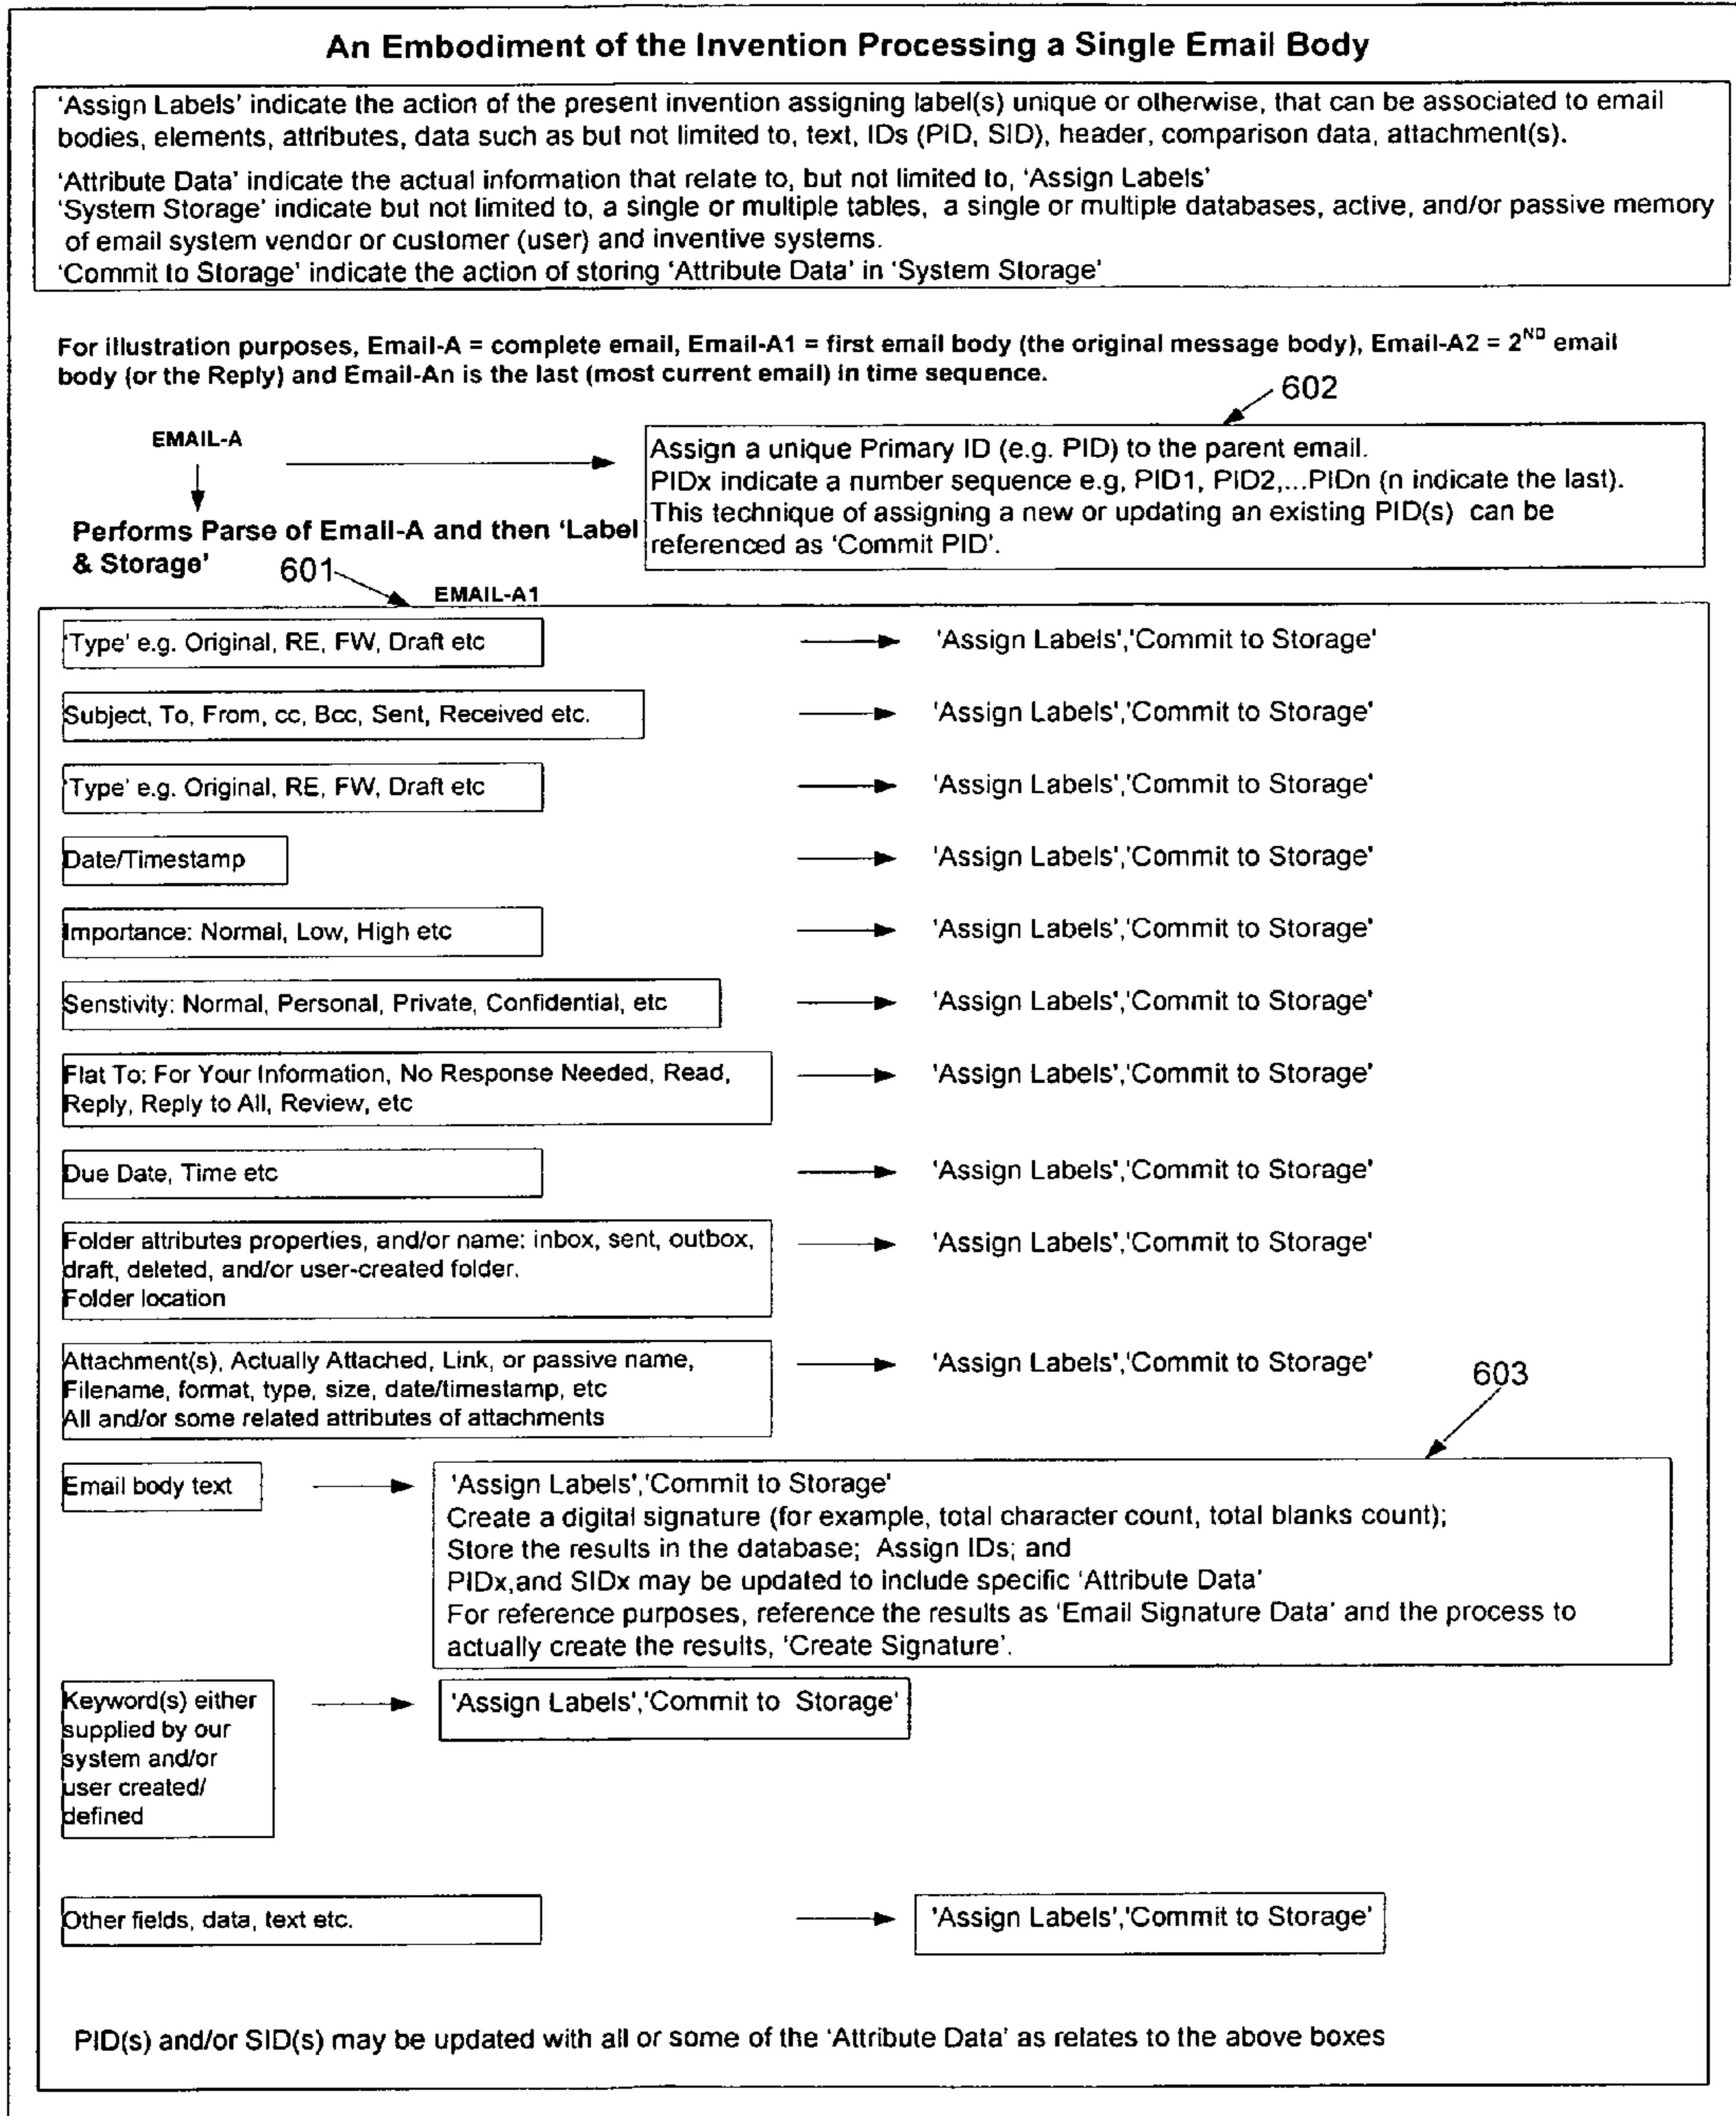 An Embodiment of the Invention Processing a Single Email Body
'Assign Labels' indicate the action of the present invention assigning label(s) unique or otherwise, that can be associated to email
bodies, elements, attributes, data such as but not limited to, text, IDs (PID, SID), header, comparison data, attachment(s).
'Attribute Data' indicate the actual information that relate to, but not limited to, 'Assign Labels'
'System Storage' indicate but not limited to, a single or multiple tables, a single or multiple databases, active, and/or passive memory
of email system vendor or customer (user) and inventive systems.
'Commit to Storage' indicate the action of storing 'Attribute Data' in 'System Storage'
For illustration purposes, Email-A = complete email, Email-A1 = first email body (the original message body), Email-A2 = 2ND email
body (or the Reply) and Email-An is the last (most current email) in time sequence.
602
EMAIL-A
Assign a unique Primary ID (e.g. PID) to the parent email.
PIDx indicate a number sequence e.g, PID1, PID2,...PIDn (n indicate the last).
This technique of assigning a new or updating an existing PID(s) can be
referenced as 'Commit PID'.
Performs Parse of Email-A and then 'Label
& Storage'
601
EMAIL-A1
'Type' e.g. Original, RE, FW, Draft etc
'Assign Labels','Commit to Storage'
Subject, To, From, cc, Bcc, Sent, Received etc.
'Assign Labels','Commit to Storage'
'Type' e.g. Original, RE, FW, Draft etc
'Assign Labels','Commit to Storage'
Date/Timestamp
'Assign Labels','Commit to Storage'
Importance: Normal, Low, High etc
'Assign Labels','Commit to Storage'
Senstivity: Normal, Personal, Private, Confidential, etc
'Assign Labels','Commit to Storage'
Flat To: For Your Information, No Response Needed, Read,
Reply, Reply to All, Review, etc
'Assign Labels','Commit to Storage'
Due Date, Time etc
'Assign Labels','Commit to Storage'
Folder attributes properties, and/or name: inbox, sent, outbox,
draft, deleted, and/or user-created folder.
Folder location
'Assign Labels','Commit to Storage'
Attachment(s), Actually Attached, Link, or passive name,
Filename, format, type, size, date/timestamp, etc
All and/or some related attributes of attachments
'Assign Labels','Commit to Storage'
603
Email body text
'Assign Labels','Commit to Storage'
Create a digital signature (for example, total character count, total blanks count);
Store the results in the database; Assign IDs; and
PIDx,and SIDx may be updated to include specific 'Attribute Data'
For reference purposes, reference the results as 'Email Signature Data' and the process to
actually create the results, 'Create Signature'.
Keyword(s) either
supplied by our
system and/or
user created/
defined
'Assign Labels','Commit to Storage'
Other fields, data, text etc.
'Assign Labels','Commit to Storage'
PID(s) and/or SID(s) may be updated with all or some of the 'Attribute Data' as relates to the above boxes